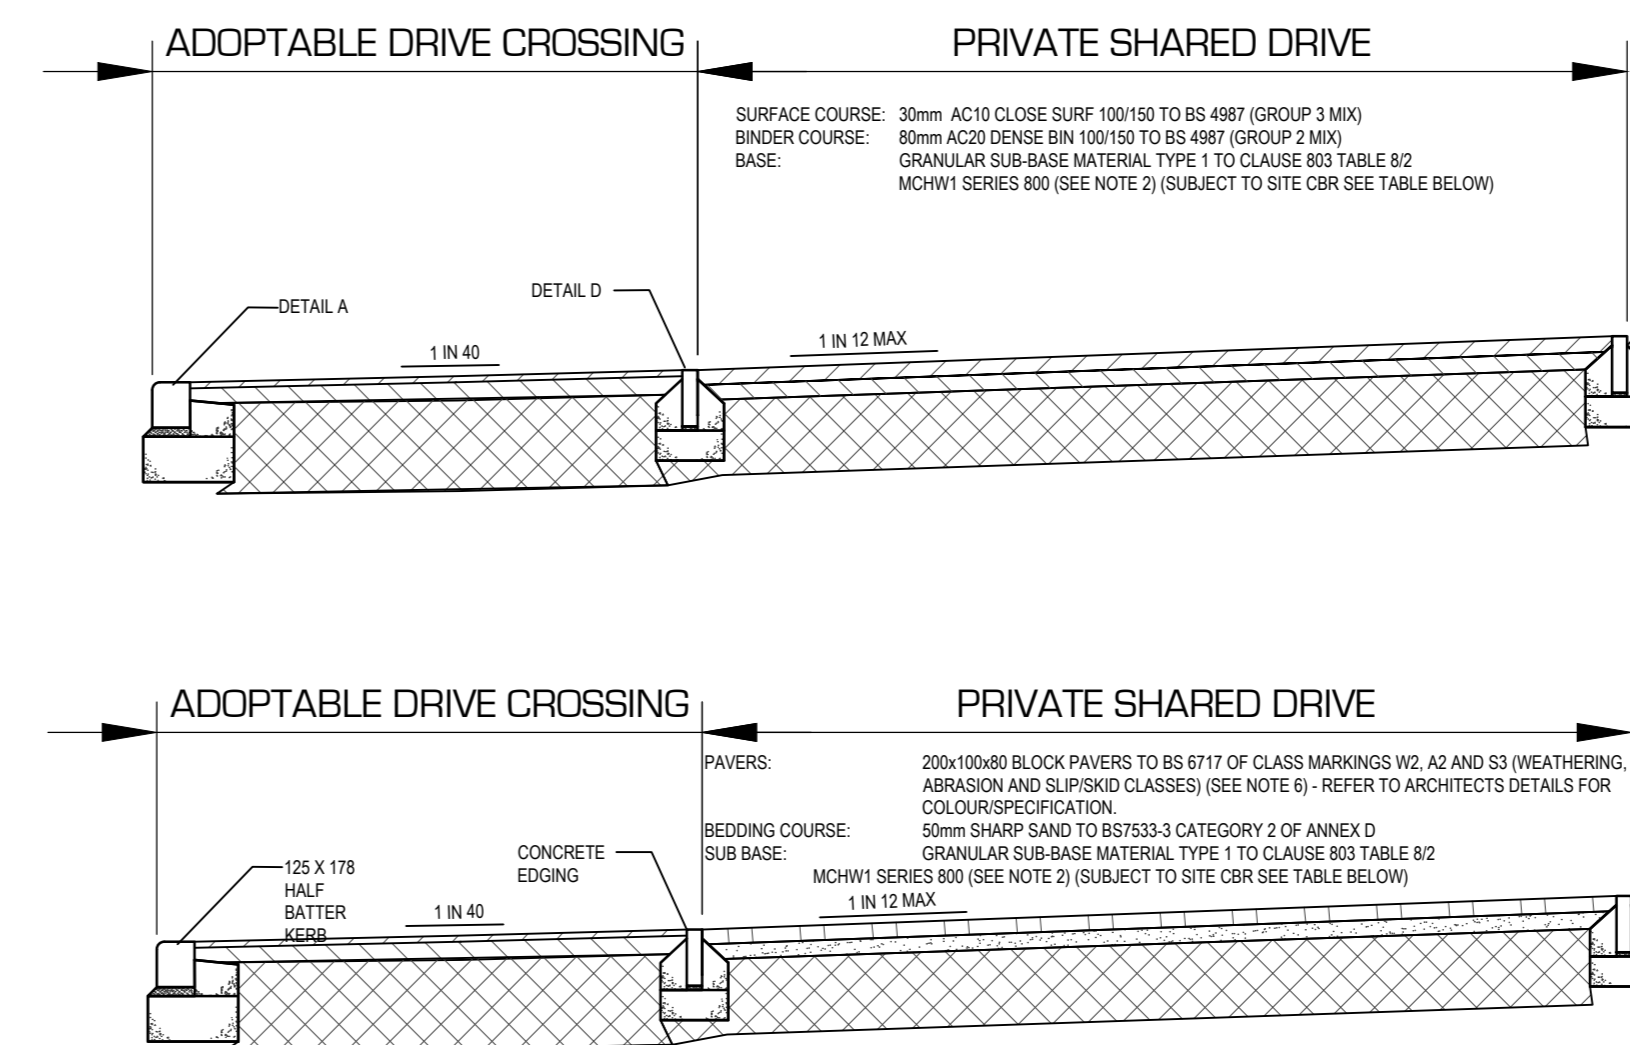 ADOPTABLE DRIVE CROSSING
PRIVATE SHARED DRIVE
SURFACE COURSE: 30mm AC10 CLOSE SURF 100/150 TO BS 4987 (GROUP 3 MIX)
BINDER COURSE: 80mm AC20 DENSE BIN 100/150 TO BS 4987 (GROUP 2 MIX)
BASE: GRANULAR SUB-BASE MATERIAL TYPE 1 TO CLAUSE 803 TABLE 8/2
MCHW1 SERIES 800 (SEE NOTE 2) (SUBJECT TO SITE CBR SEE TABLE BELOW)
DETAIL A
DETAIL D
1 IN 40
1 IN 12 MAX
ADOPTABLE DRIVE CROSSING
PRIVATE SHARED DRIVE
PAVERS: 200x100x80 BLOCK PAVERS TO BS 6717 OF CLASS MARKINGS W2, A2 AND S3 (WEATHERING,
ABRASION AND SLIP/SKID CLASSES) (SEE NOTE 6) - REFER TO ARCHITECTS DETAILS FOR
COLOUR/SPECIFICATION.
BEDDING COURSE: 50mm SHARP SAND TO BS7533-3 CATEGORY 2 OF ANNEX D
SUB BASE: GRANULAR SUB-BASE MATERIAL TYPE 1 TO CLAUSE 803 TABLE 8/2
MCHW1 SERIES 800 (SEE NOTE 2) (SUBJECT TO SITE CBR SEE TABLE BELOW)
125 X 178
HALF
BATTER
KERB
CONCRETE
EDGING
1 IN 40
1 IN 12 MAX